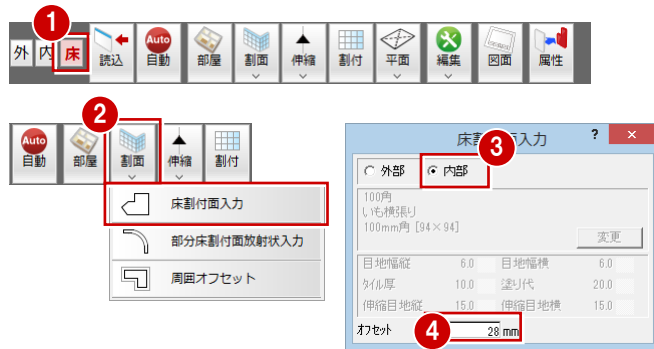 1
外 内 床 読込 Auto 自動 部屋 割面 伸縮 割付 平面 編集 図面 属性
2
Auto 自動 部屋 割面 伸縮 割付
床割付面入力
部分床割付面放射状入力
周囲オフセット
床割 面入力 ? ×
3
外部 内部
100角
いも横張り
100mm角 [94×94]
変更
目地幅縦 6.0 目地幅横 6.0
タイル厚 10.0 塗り代 20.0
伸縮目地縦 15.0 伸縮目地横 15.0
4
オフセット 28 mm